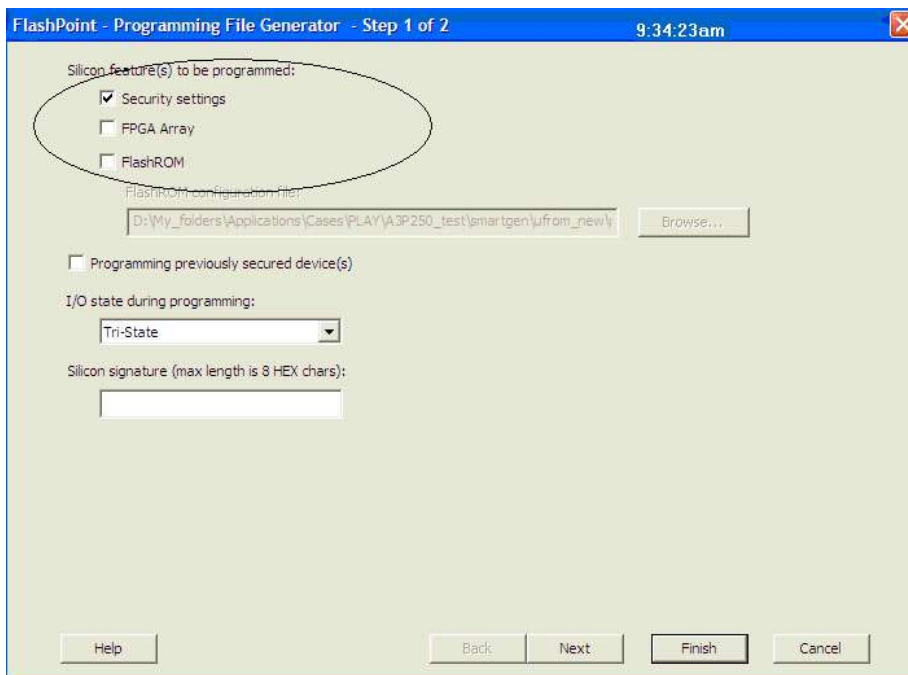 FlashPoint - Programming File Generator - Step 1 of 2 9:34:23am
Silicon feature(s) to be programmed:
Security settings
FPGA Array
FlashROM
FlashROM configuration file:
D:\My_folders\Applications\Cases\PLAY\A3P250_test\smartgen\ufrom_new\ Browse...
Programming previously secured device(s)
I/O state during programming:
Tri-State
Silicon signature (max length is 8 HEX chars):
Help Back Next Finish Cancel